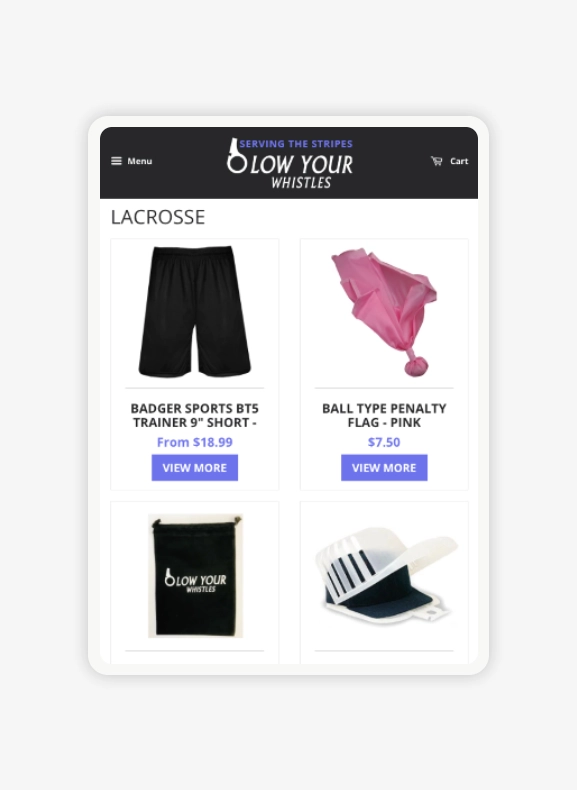 SERVING THE STRIPES
Menu
BLOW YOUR
WHISTLES
Cart
LACROSSE
BADGER SPORTS BT5
TRAINER 9" SHORT -
From $18.99
VIEW MORE
BALL TYPE PENALTY
FLAG - PINK
$7.50
VIEW MORE
BLOW YOUR
WHISTLES